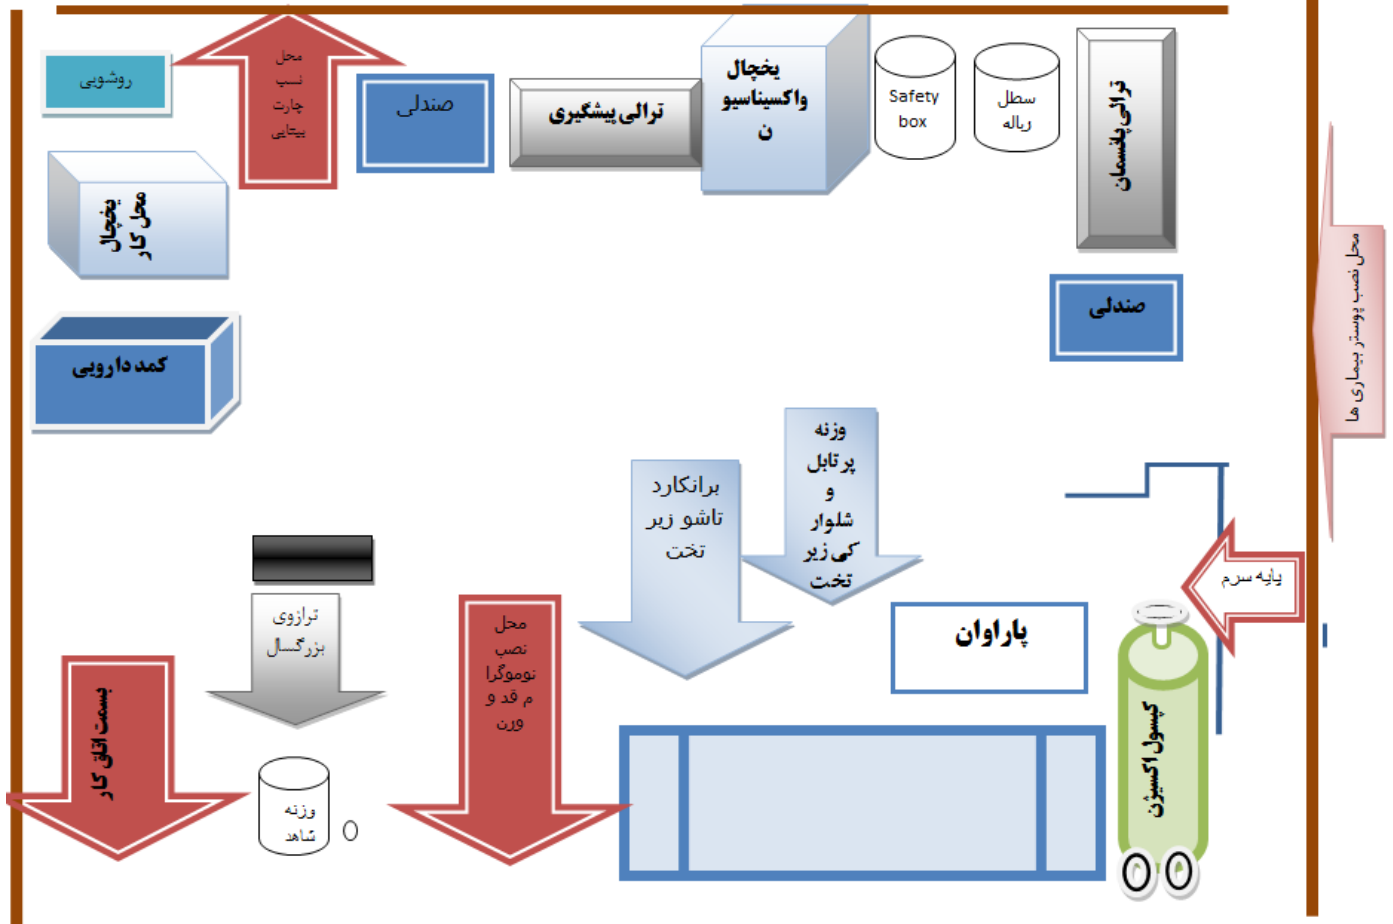 روشویی
محل
نسب
چارت
بیتایی
صندلی
ترالی پیشگیری
یخچال
واکسیناسیو
ن
Safety
box
سطل
زباله
ترالی پانسمان
یخچال
محل کار
کمد دارویی
صندلی
محل نصب پوستر بیماری ها
وزنه
پرتابل
و
شلوار
کی زیر
تخت
برانکارد
تاشو زیر
تخت
پایه سرم
ترازوی
بزرگسال
محل
نصب
نوموگرا
م قد و
وزن
پاراوان
کپسول اکسیژن
بسمت اتاق کار
وزنه
شاهد